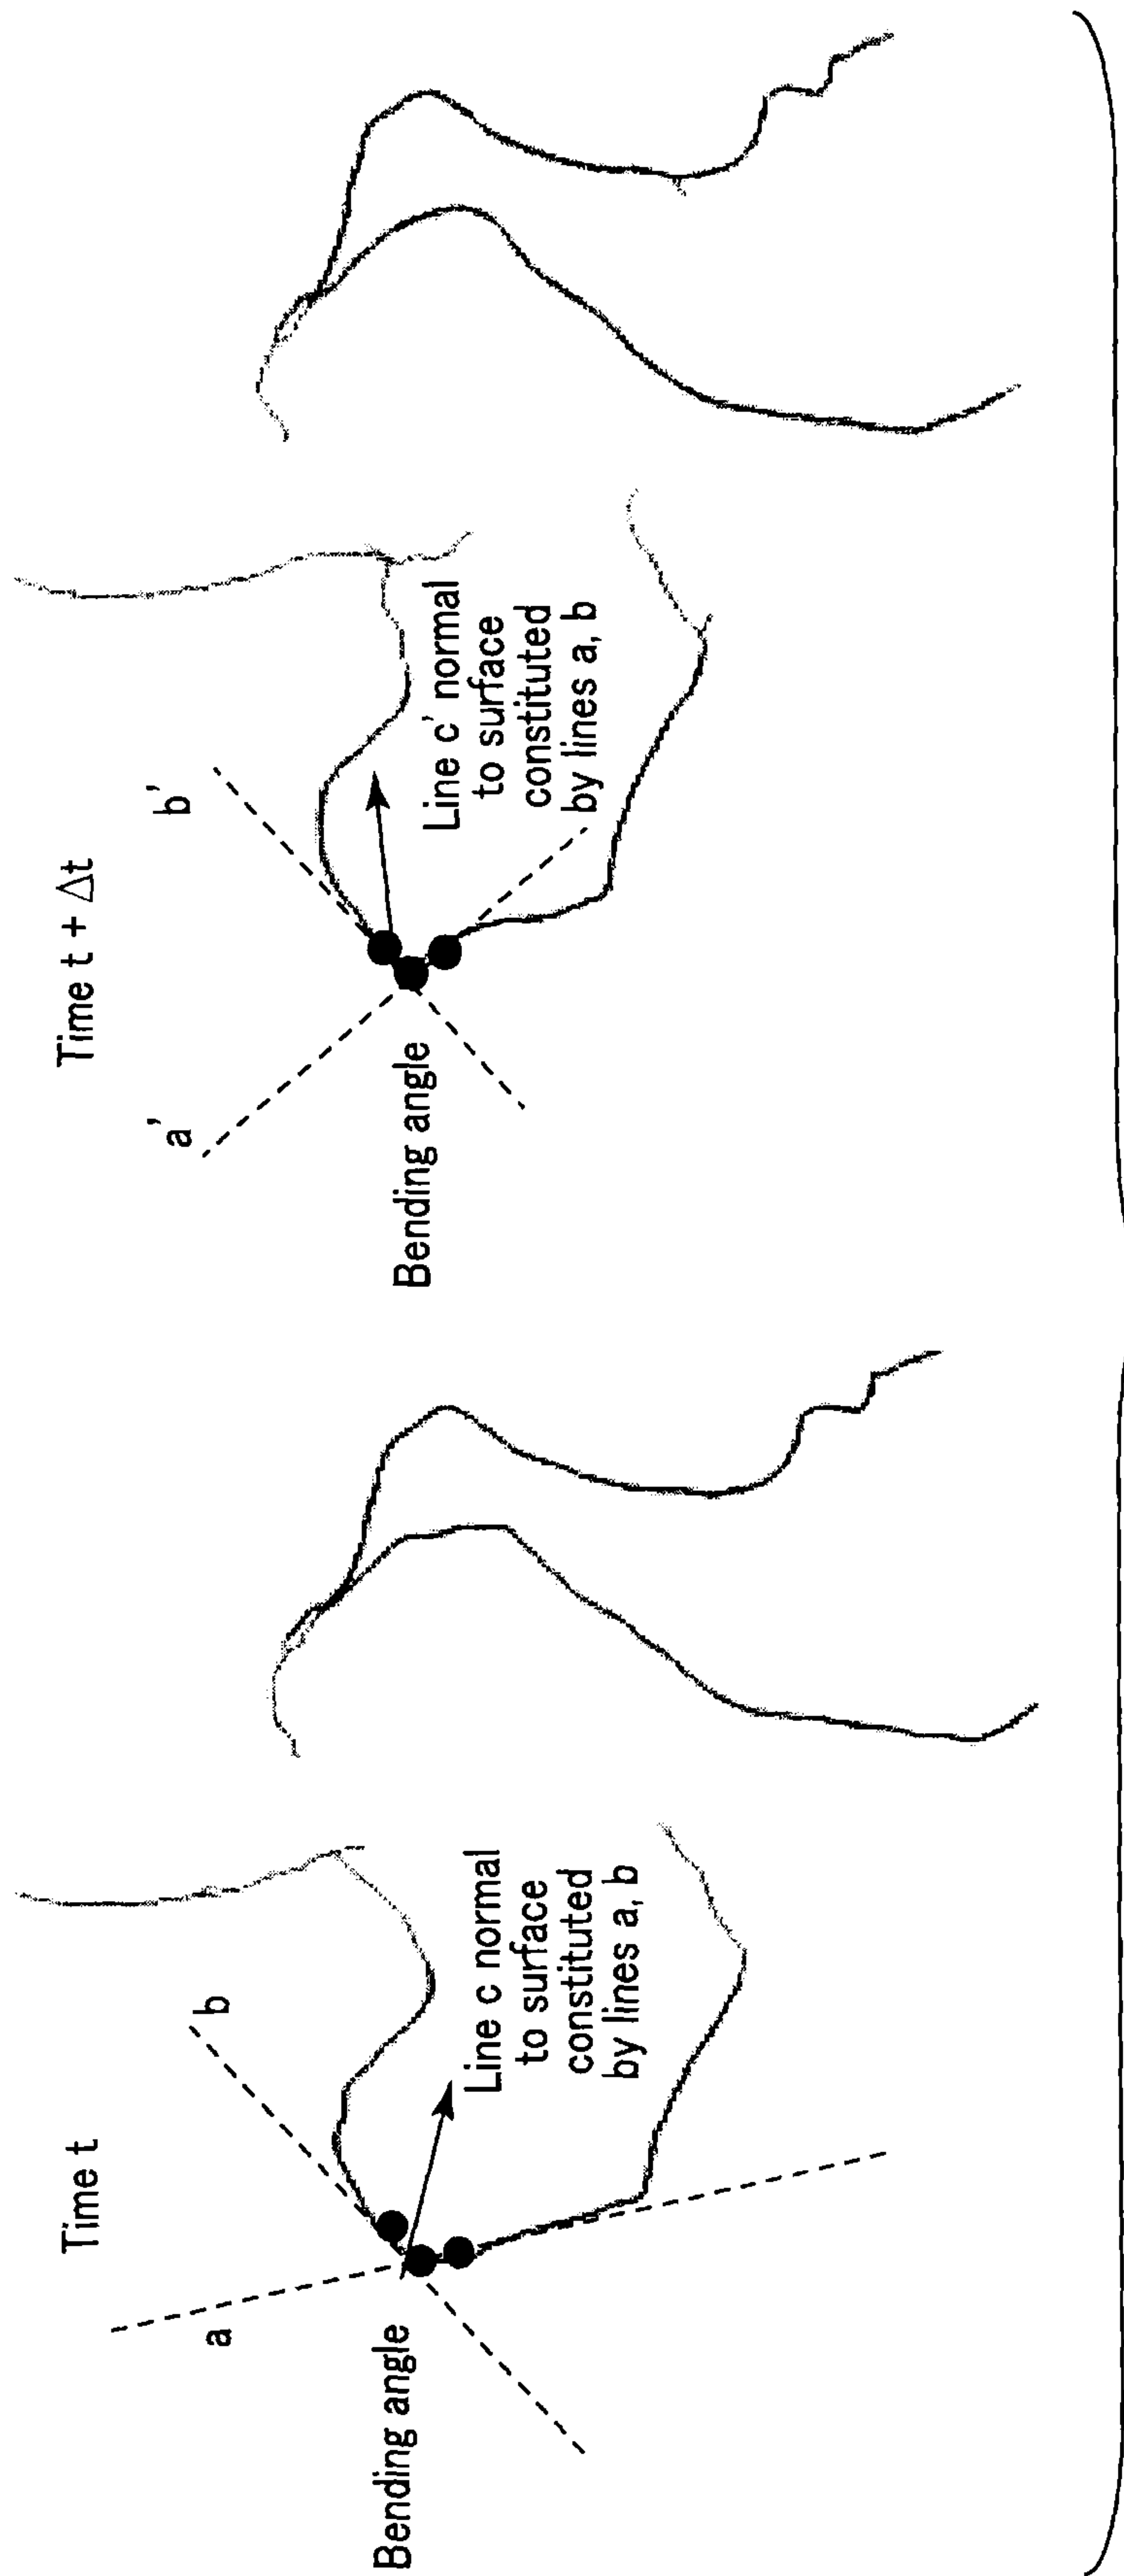 Time t
a
b
Bending angle
Line c normal
to surface
constituted
by lines a, b
Time t + Δt
a'
b'
Bending angle
Line c' normal
to surface
constituted
by lines a, b